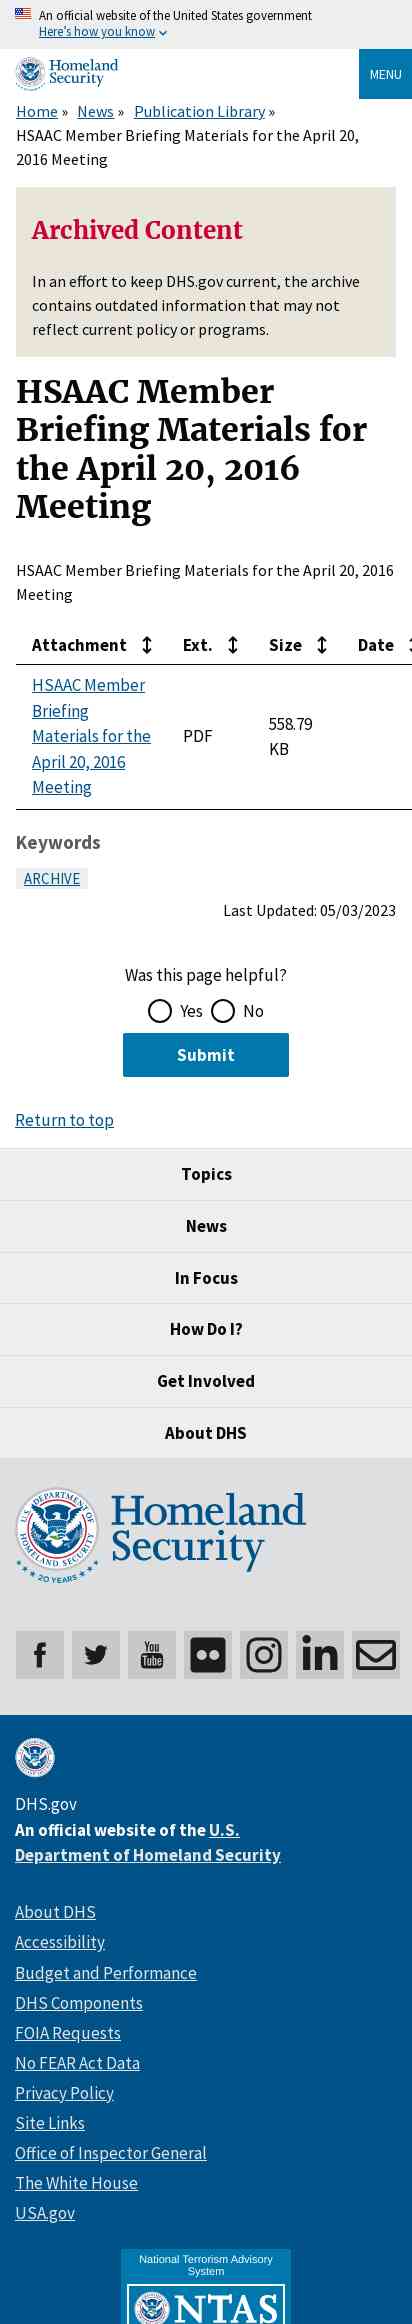 An official website of the United States government
Here's how you know
Homeland
Security
MENU
Home » News » Publication Library »
HSAAC Member Briefing Materials for the April 20,
2016 Meeting
Archived Content
In an effort to keep DHS.gov current, the archive
contains outdated information that may not
reflect current policy or programs.
HSAAC Member
Briefing Materials for
the April 20, 2016
Meeting
HSAAC Member Briefing Materials for the April 20, 2016
Meeting
Attachment Ext. Size Date
HSAAC Member
Briefing
Materials for the
April 20, 2016
Meeting
PDF
558.79
KB
Keywords
ARCHIVE
Last Updated: 05/03/2023
Was this page helpful?
Yes No
Submit
Return to top
Topics
News
In Focus
How Do I?
Get Involved
About DHS
U.S. DEPARTMENT OF HOMELAND SECURITY
20 YEARS
Homeland
Security
You
Tube
DHS.gov
An official website of the U.S.
Department of Homeland Security
About DHS
Accessibility
Budget and Performance
DHS Components
FOIA Requests
No FEAR Act Data
Privacy Policy
Site Links
Office of Inspector General
The White House
USA.gov
National Terrorism Advisory
System
NTAS